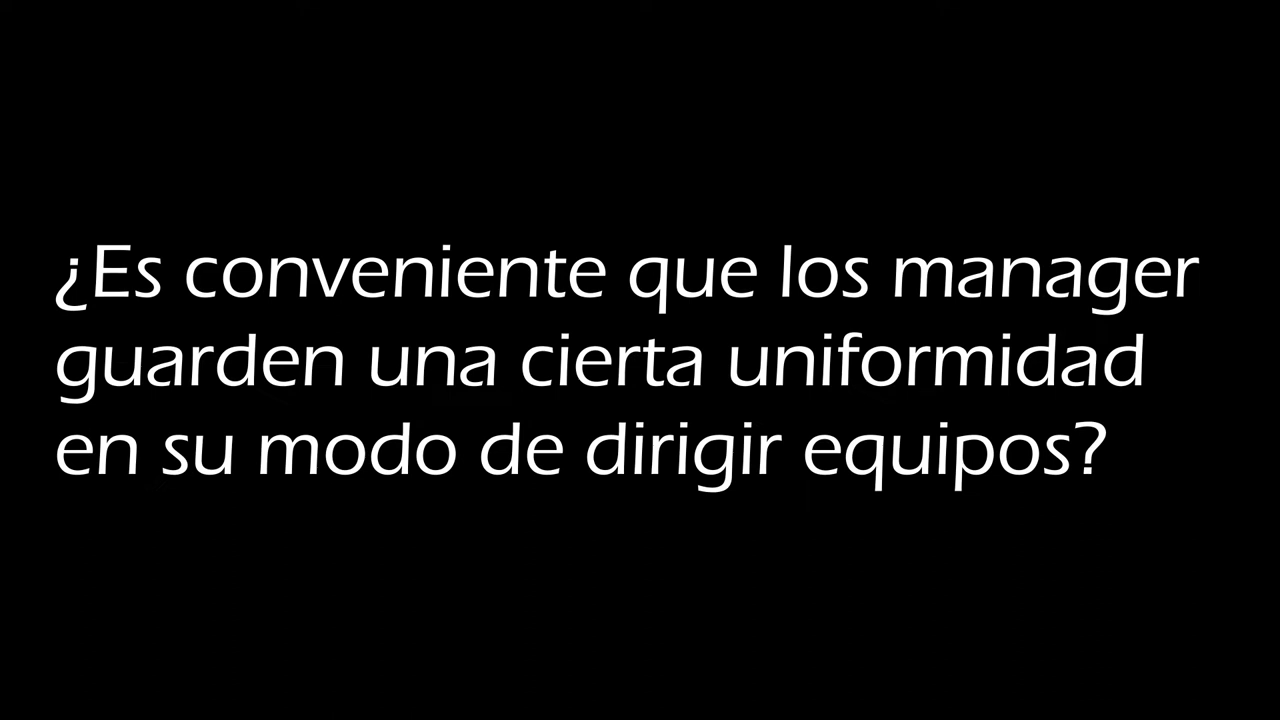 ¿Es conveniente que los manager
guarden una cierta uniformidad
en su modo de dirigir equipos?